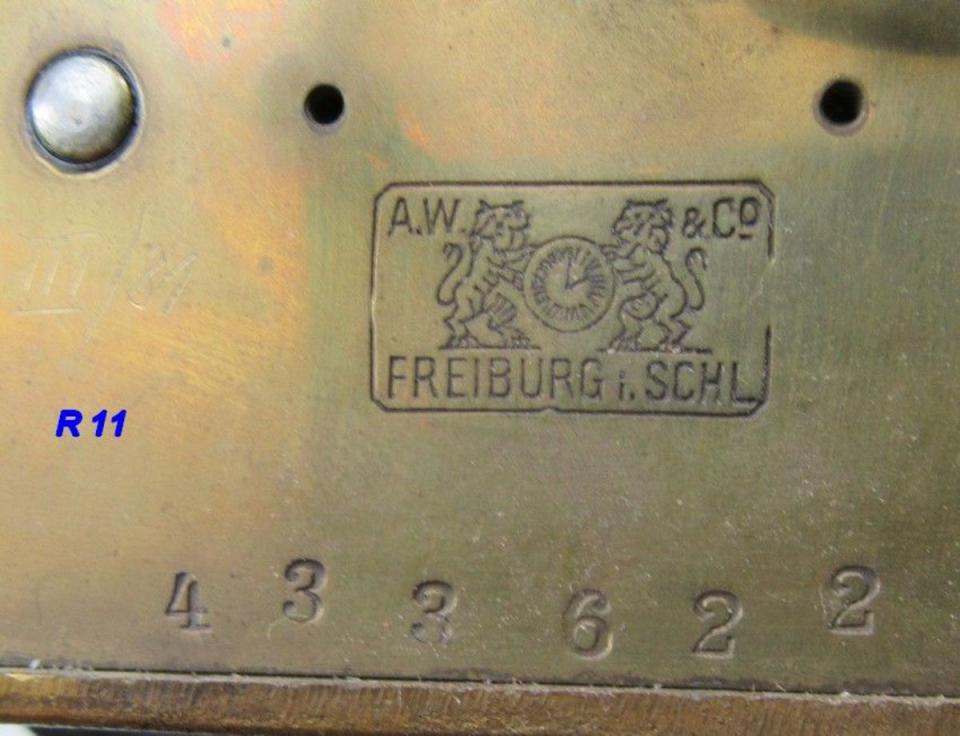 A.W. & Cº
FREIBURG i. SCHL.
R 11
4 3 3 6 2 2